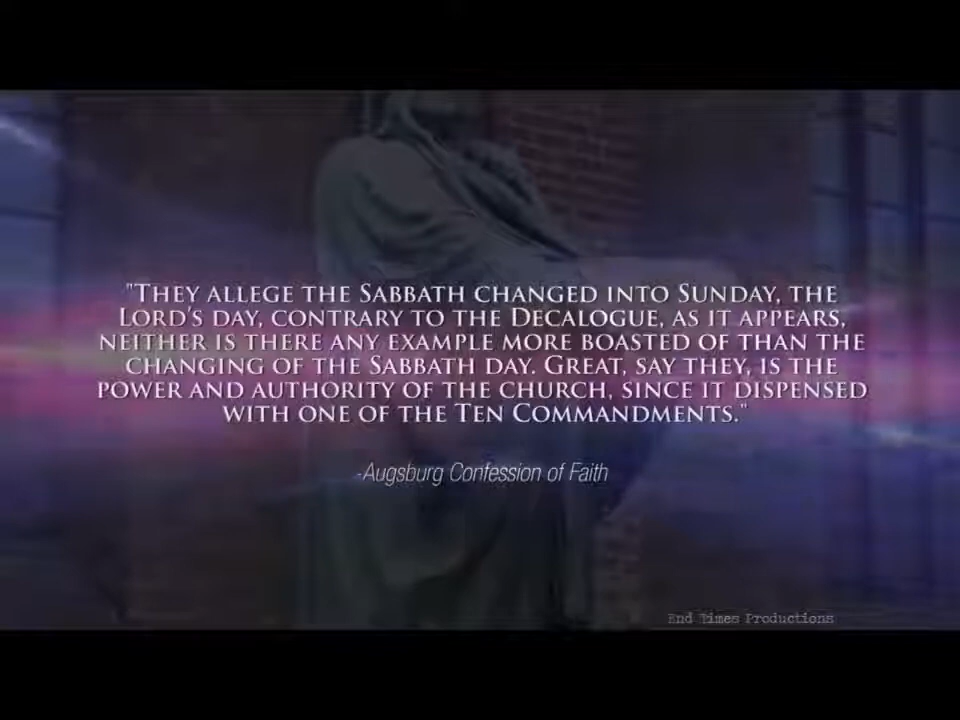 "They allege the Sabbath changed into Sunday, the
Lord's day, contrary to the Decalogue, as it appears,
neither is there any example more boasted of than the
changing of the Sabbath day. Great, say they, is the
power and authority of the church, since it dispensed
with one of the Ten Commandments."
-Augsburg Confession of Faith
End Times Productions